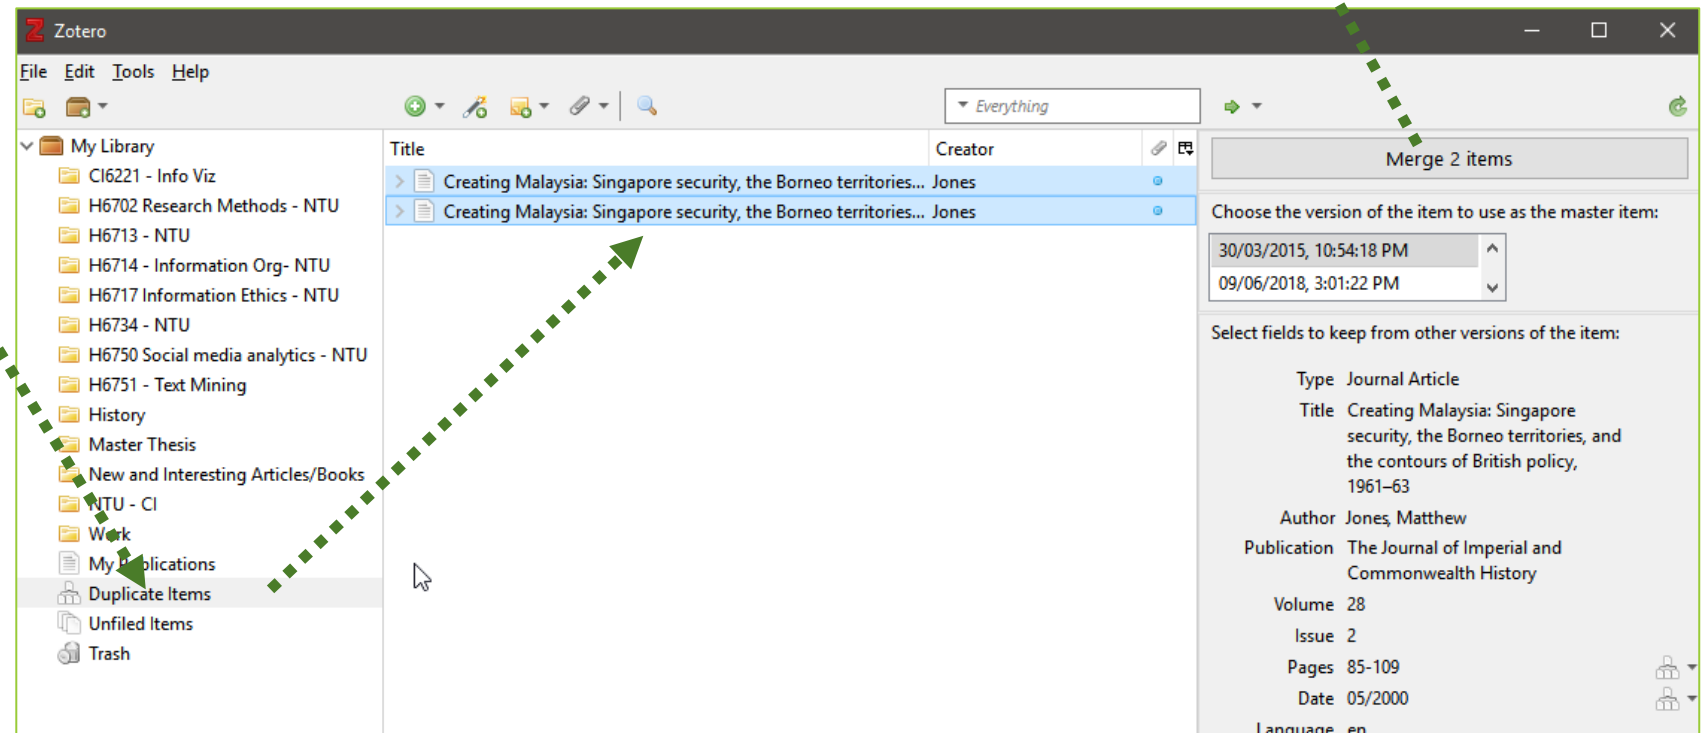 Zotero
File Edit Tools Help
Everything
My Library
CI6221 - Info Viz
H6702 Research Methods - NTU
H6713 - NTU
H6714 - Information Org- NTU
H6717 Information Ethics - NTU
H6734 - NTU
H6750 Social media analytics - NTU
H6751 - Text Mining
History
Master Thesis
New and Interesting Articles/Books
NTU - CI
Work
My Publications
Duplicate Items
Unfiled Items
Trash
Title Creator
Creating Malaysia: Singapore security, the Borneo territories... Jones
Creating Malaysia: Singapore security, the Borneo territories... Jones
Merge 2 items
Choose the version of the item to use as the master item:
30/03/2015, 10:54:18 PM
09/06/2018, 3:01:22 PM
Select fields to keep from other versions of the item:
Type Journal Article
Title Creating Malaysia: Singapore
security, the Borneo territories, and
the contours of British policy,
1961–63
Author Jones, Matthew
Publication The Journal of Imperial and
Commonwealth History
Volume 28
Issue 2
Pages 85-109
Date 05/2000
Language en